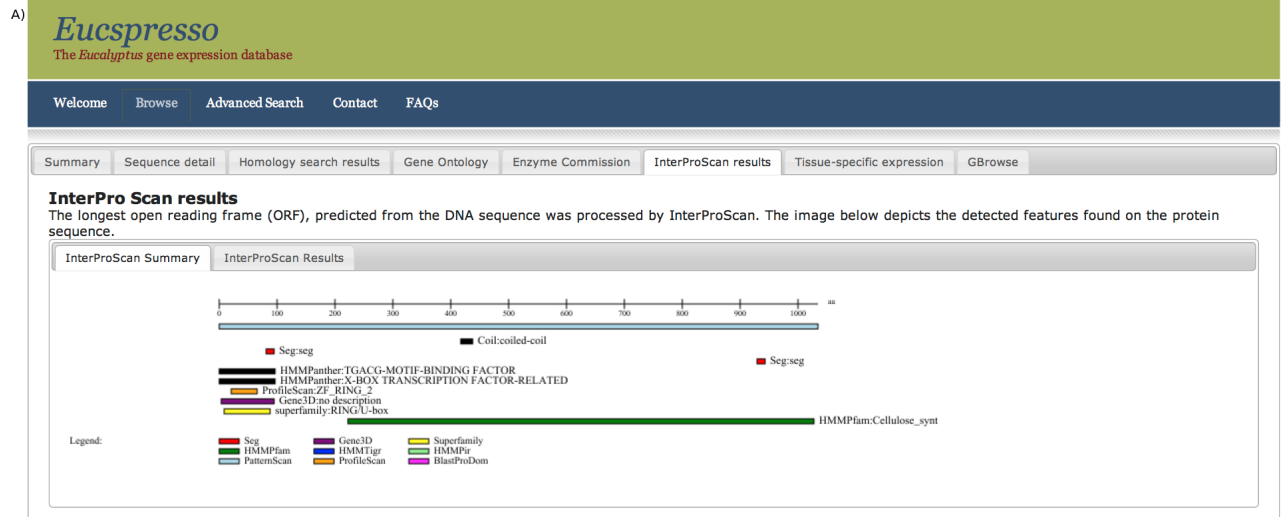 A)
Eucspresso
The Eucalyptus gene expression database
Welcome Browse Advanced Search Contact FAQs
Summary Sequence detail Homology search results Gene Ontology Enzyme Commission InterProScan results Tissue-specific expression GBrowse
InterPro Scan results
The longest open reading frame (ORF), predicted from the DNA sequence was processed by InterProScan. The image below depicts the detected features found on the protein
sequence.
InterProScan Summary InterProScan Results
aa
0 100 200 300 400 500 600 700 800 900 1000
Coil:coiled-coil
Seg:seg
Seg:seg
HMMPanther:TGACG-MOTIF-BINDING FACTOR
HMMPanther:X-BOX TRANSCRIPTION FACTOR-RELATED
ProfileScan:ZF_RING_2
Gene3D:no description
superfamily:RING/U-box
HMMPfam:Cellulose_synt
Legend: Seg Gene3D Superfamily
HMMPfam HMMTigr HMMPir
PatternScan ProfileScan BlastProDom